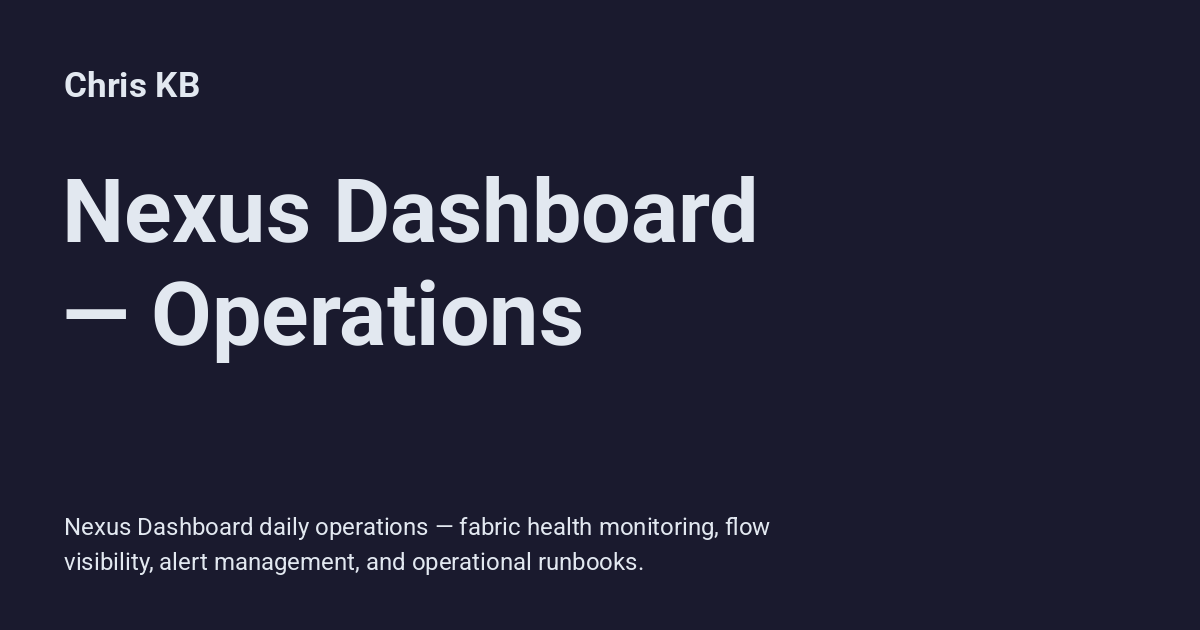 Chris KB
Nexus Dashboard
— Operations
Nexus Dashboard daily operations — fabric health monitoring, flow
visibility, alert management, and operational runbooks.